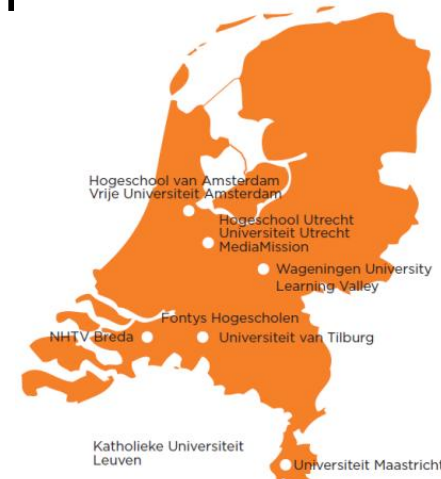 Hogeschool van Amsterdam
Vrije Universiteit Amsterdam
Hogeschool Utrecht
Universiteit Utrecht
MediaMission
Wageningen University
Learning Valley
Fontys Hogescholen
NHTV Breda
Universiteit van Tilburg
Katholieke Universiteit
Leuven
Universiteit Maastricht